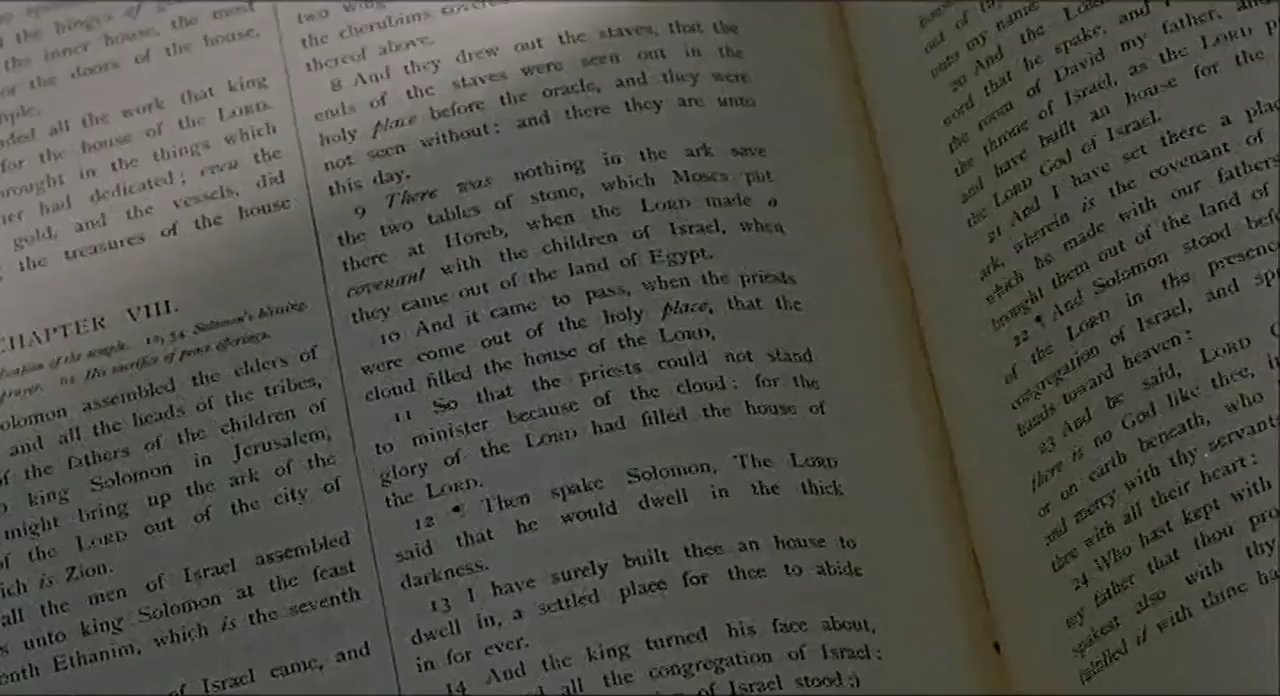 the hinges of
the inner house, the most
or the doors of the house,
all the work that king
for the house of the LORD.
in the things which
had dedicated; even the
gold, and the vessels, did
the treasures of the house
CHAPTER VIII.
of the temple. 12, 54 Solomon's blessing.
prayer. 62 His sacrifice of peace offerings.
assembled the elders of
and all the heads of the tribes,
of the fathers of the children of
king Solomon in Jerusalem,
might bring up the ark of the
of the LORD out of the city of
is Zion.
all the men of Israel assembled
unto king Solomon at the feast
Ethanim, which is the seventh
of Israel came, and
two
the cherubims
thereof above.
8 And they drew out the staves, that the
ends of the staves were seen out in the
holy place before the oracle, and they were
not seen without: and there they are unto
this day.
9 There was nothing in the ark save
the two tables of stone, which Moses put
there at Horeb, when the LORD made a
covenant with the children of Israel, when
they came out of the land of Egypt.
10 And it came to pass, when the priests
were come out of the holy place, that the
cloud filled the house of the LORD,
11 So that the priests could not stand
to minister because of the cloud: for the
glory of the LORD had filled the house of
the LORD.
12 ¶ Then spake Solomon, The LORD
said that he would dwell in the thick
darkness.
13 I have surely built thee an house to
dwell in, a settled place for thee to abide
in for ever.
14 And the king turned his face about,
all the congregation of Israel:
of Israel stood;)
out of
my name
20 And the LORD
word that he spake, and
the room of David my father, and
the throne of Israel, as the LORD
and have built an house for the
the LORD God of Israel.
21 And I have set there a
ark, wherein is the covenant of
which he made with our fathers
brought them out of the land of
22 ¶ And Solomon stood
of the LORD in the
congregation of Israel, and
hands toward heaven:
23 And he said, LORD
there is no God like thee, in
or on earth beneath, who
and mercy with thy servants
thee with all their heart:
24 Who hast kept with
my father that thou
spakest also with thy
fulfilled it with thine